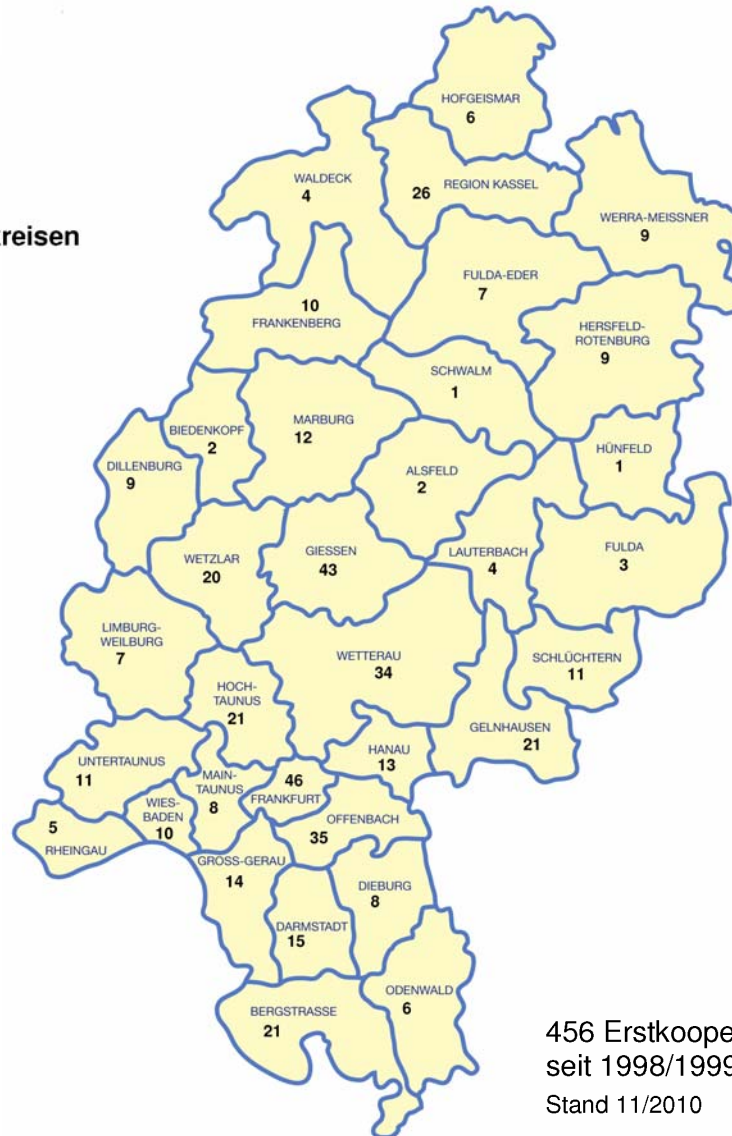 HOFGEISMAR
6
WALDECK
4
26 REGION KASSEL
WERRA-MEISSNER
9
reisen
FULDA-EDER
7
10
FRANKENBERG
HERSFELD-
ROTENBURG
9
SCHWALM
1
BIEDENKOPF
2
MARBURG
12
HÜNFELD
1
DILLENBURG
9
ALSFELD
2
WETZLAR
20
GIESSEN
43
LAUTERBACH
4
FULDA
3
LIMBURG-
WEILBURG
7
WETTERAU
34
SCHLÜCHTERN
11
HOCH-
TAUNUS
21
GELNHAUSEN
21
UNTERTAUNUS
11
MAIN-
TAUNUS
8
46
FRANKFURT
HANAU
13
WIES-
BADEN
10
5
RHEINGAU
OFFENBACH
35
GROSS-GERAU
14
DIEBURG
8
DARMSTADT
15
ODENWALD
6
BERGSTRASSE
21
456 Erstkoope
seit 1998/1999
Stand 11/2010